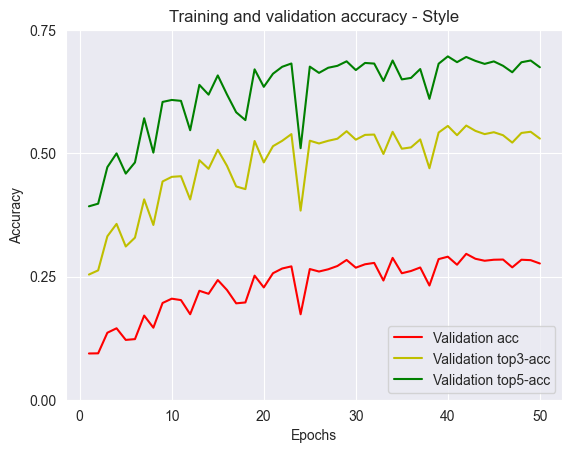 Training and validation accuracy - Style
0.75
0.50
0.25
0.00
Accuracy
0
10
20
30
40
50
Epochs
Validation acc
Validation top3-acc
Validation top5-acc